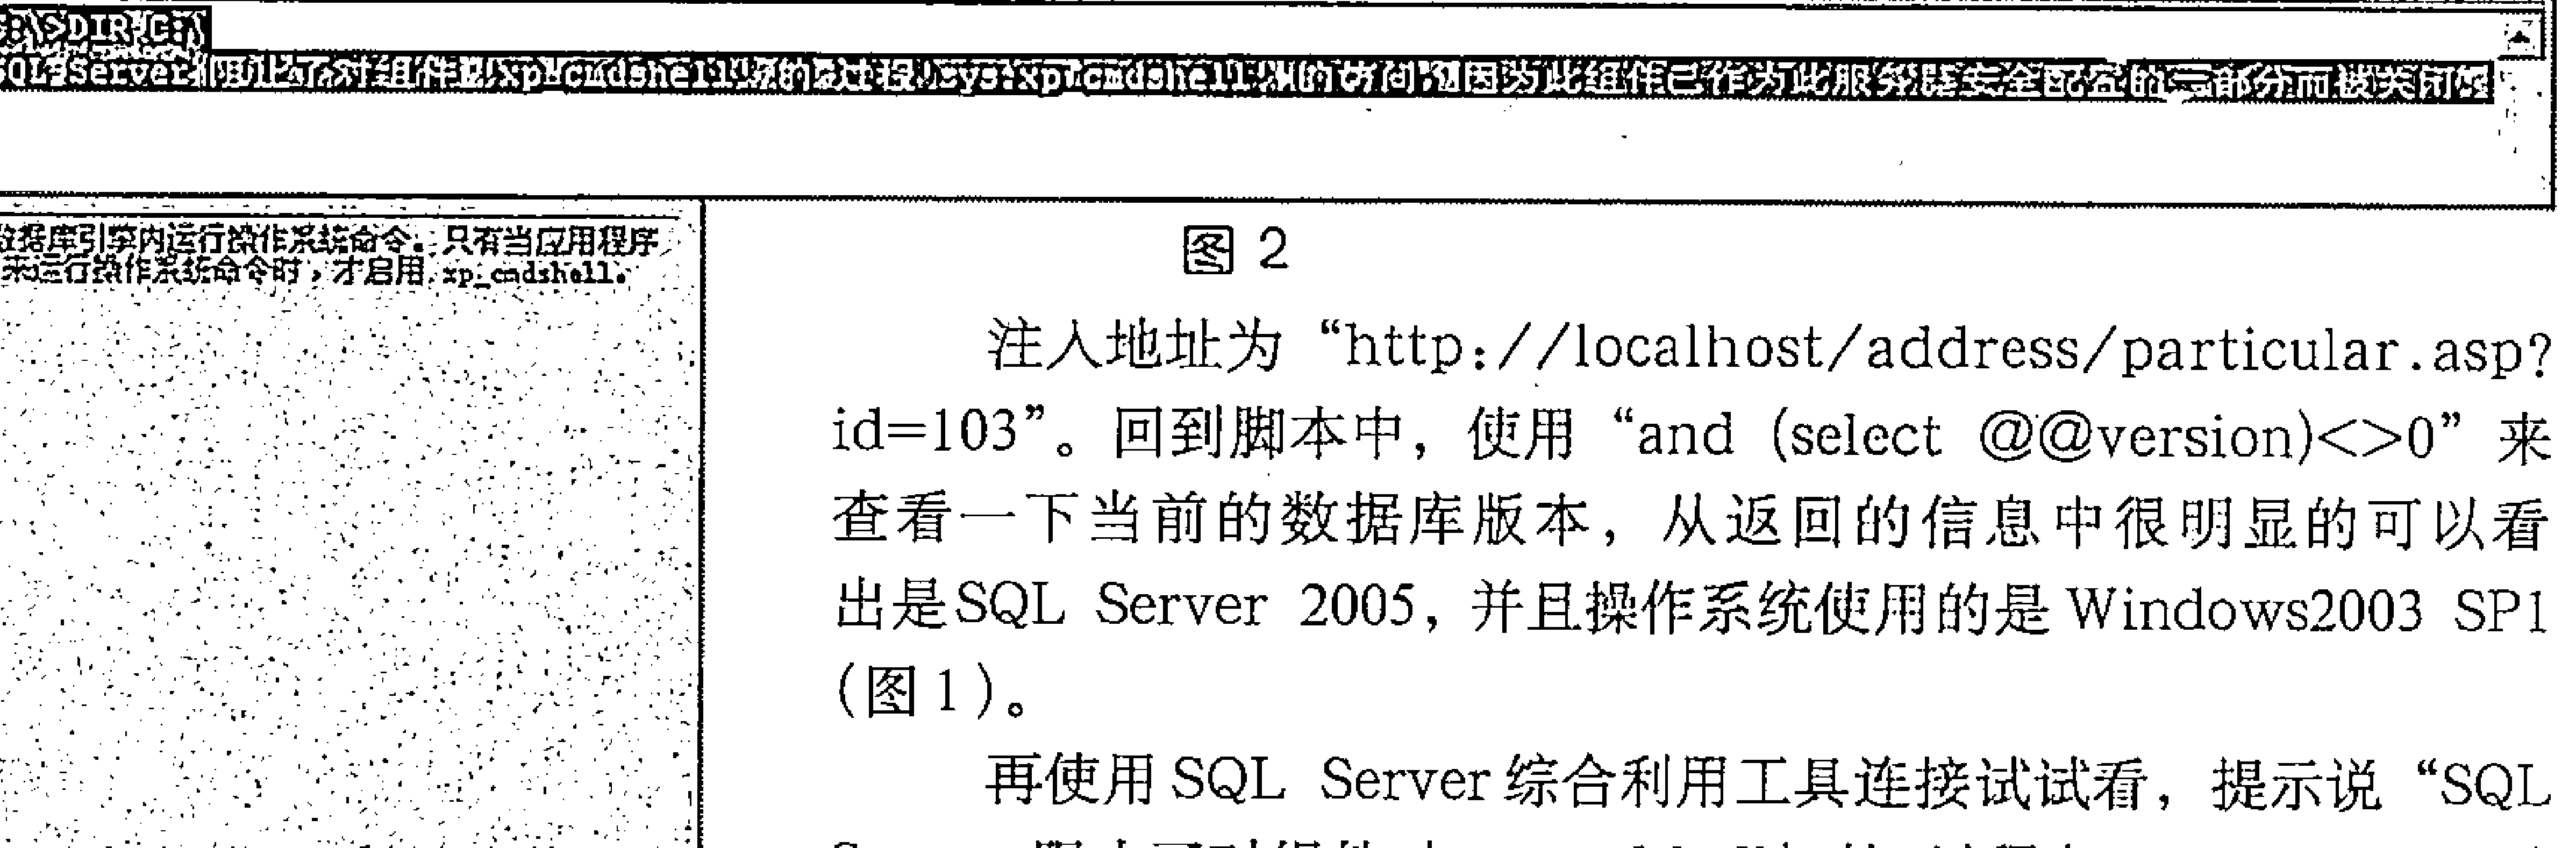 DIR C:\
SQL Server 阻止了对组件 'xp_cmdshell' 的 过程 'sys.xp_cmdshell' 的访问,因为此组件已作为此服务器安全配置的一部分而被关闭
数据库引擎内运行操作系统命令。只有当应用程序
来运行操作系统命令时,才启用 xp_cmdshell。
图 2
注入地址为“http://localhost/address/particular.asp?
id=103”。回到脚本中，使用“and (select @@version)<>0”来
查看一下当前的数据库版本，从返回的信息中很明显的可以看
出是SQL Server 2005，并且操作系统使用的是Windows2003 SP1
(图1)。
再使用SQL Server综合利用工具连接试试看，提示说“SQL